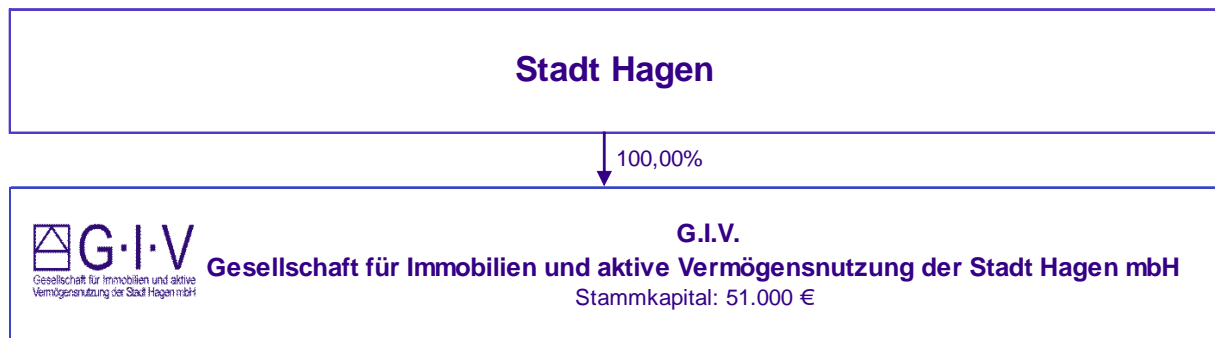 Stadt Hagen
100,00%
G·I·V
Gesellschaft für Immobilien und aktive
Vermögensnutzung der Stadt Hagen mbH
G.I.V.
Gesellschaft für Immobilien und aktive Vermögensnutzung der Stadt Hagen mbH
Stammkapital: 51.000 €